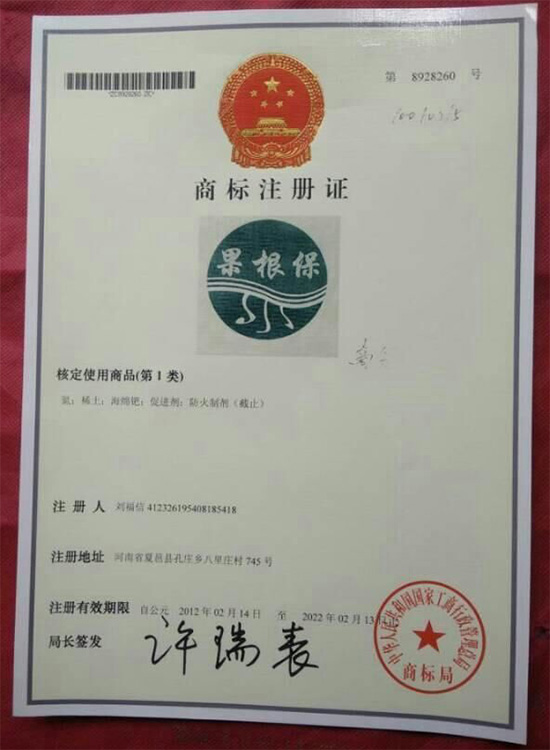 第 8928260 号
商标注册证
果根保
核定使用商品(第1类)
氨；稀土；海绵钯；促进剂；防火制剂（截止）
注册人 刘福信 412326195408185418
注册地址 河南省夏邑县孔庄乡八里庄村745号
注册有效期限 自公元 2012年02月14日 至 2022年02月13日
局长签发 许瑞表
中华人民共和国国家工商行政管理总局
商标局